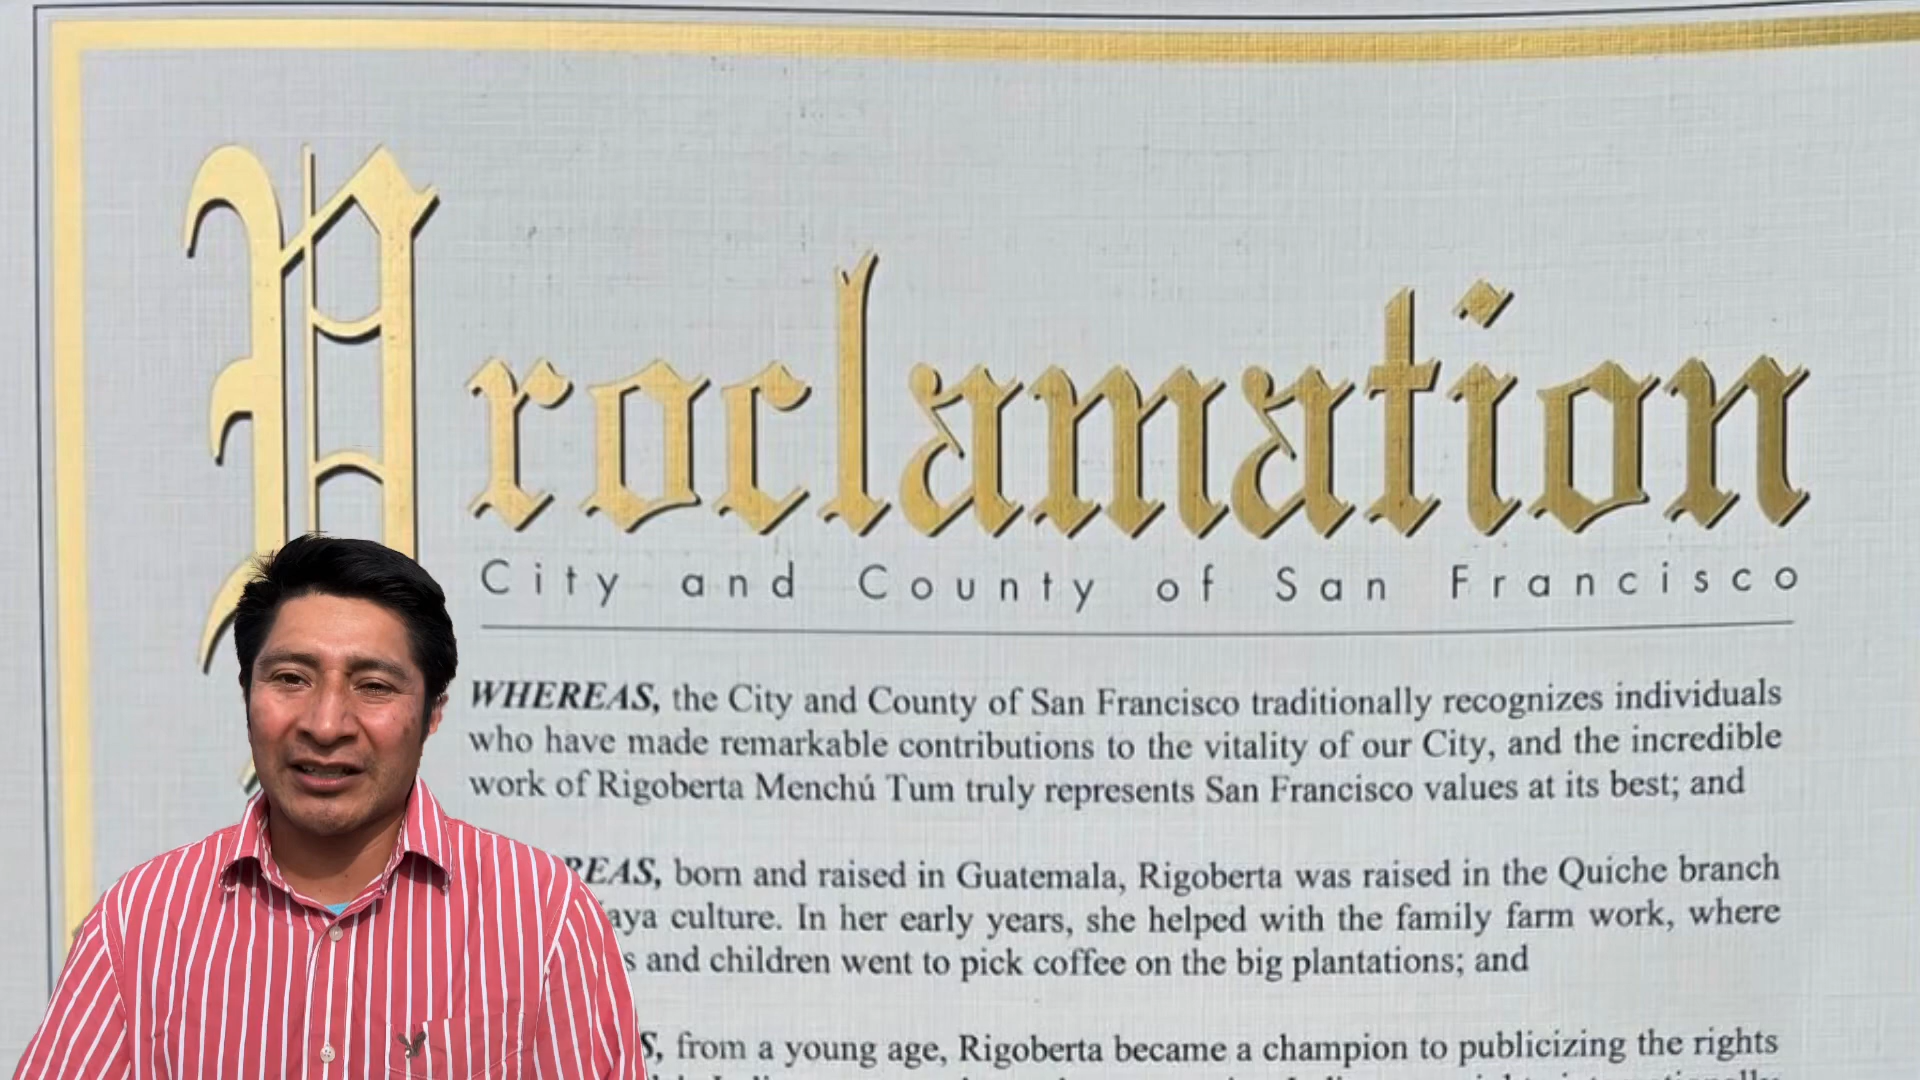 Proclamation
City and County of San Francisco
WHEREAS, the City and County of San Francisco traditionally recognizes individuals
who have made remarkable contributions to the vitality of our City, and the incredible
work of Rigoberta Menchú Tum truly represents San Francisco values at its best; and
REAS, born and raised in Guatemala, Rigoberta was raised in the Quiche branch
aya culture. In her early years, she helped with the family farm work, where
s and children went to pick coffee on the big plantations; and
S, from a young age, Rigoberta became a champion to publicizing the rights